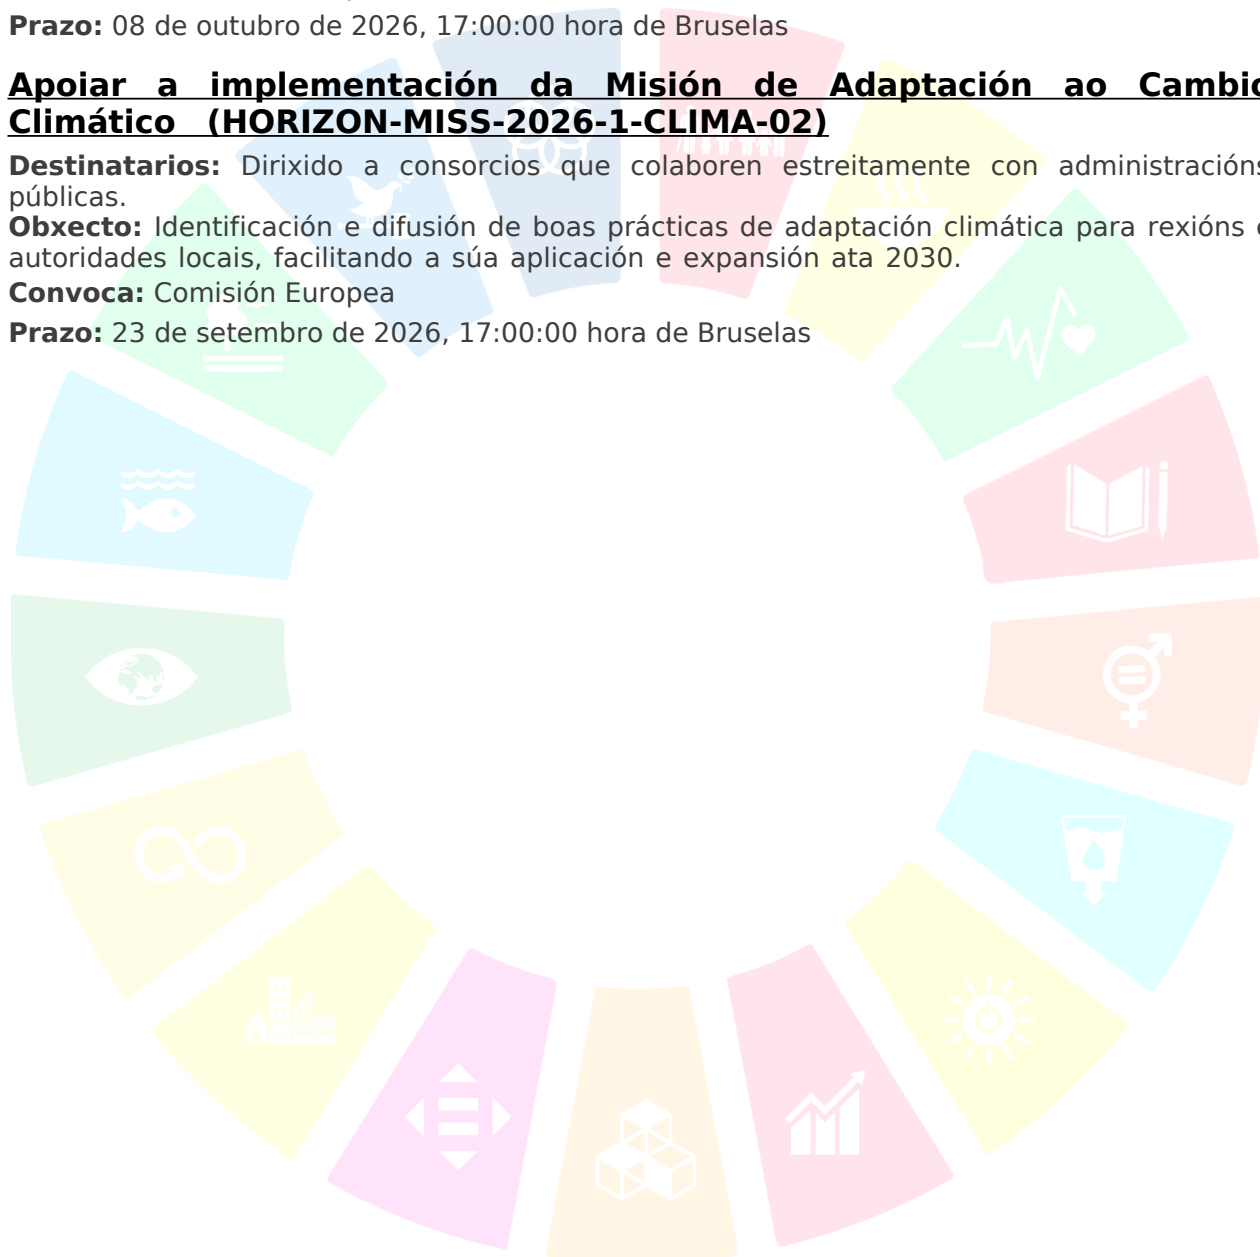 Prazo: 08 de outubro de 2026, 17:00:00 hora de Bruselas
Apoiar a implementación da Misión de Adaptación ao Cambio
Climático (HORIZON-MISS-2026-1-CLIMA-02)
Destinatarios: Dirixido a consorcios que colaboren estreitamente con administracións
públicas.
Obxecto: Identificación e difusión de boas prácticas de adaptación climática para rexións e
autoridades locais, facilitando a súa aplicación e expansión ata 2030.
Convoca: Comisión Europea
Prazo: 23 de setembro de 2026, 17:00:00 hora de Bruselas